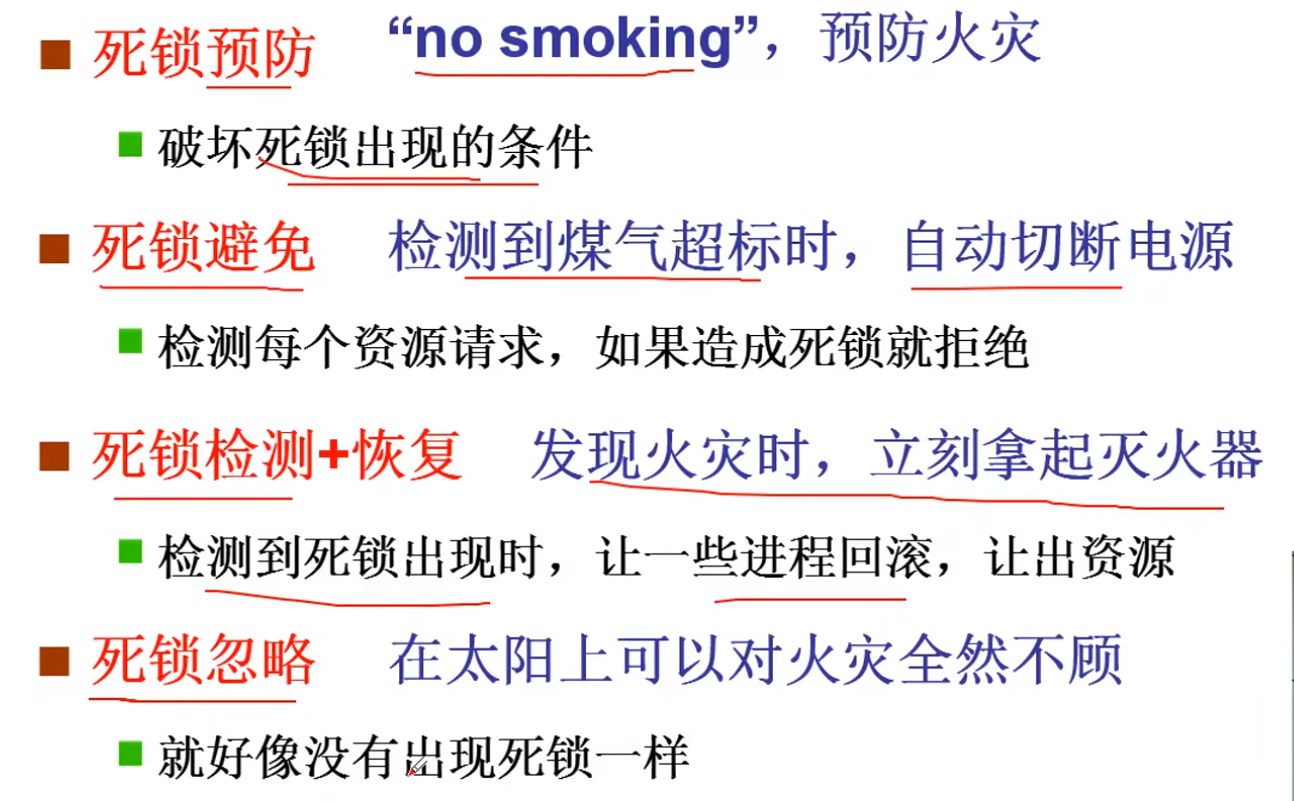 死锁预防 “no smoking”，预防火灾
破坏死锁出现的条件
死锁避免 检测到煤气超标时，自动切断电源
检测每个资源请求，如果造成死锁就拒绝
死锁检测+恢复 发现火灾时，立刻拿起灭火器
检测到死锁出现时，让一些进程回滚，让出资源
死锁忽略 在太阳上可以对火灾全然不顾
就好像没有出现死锁一样